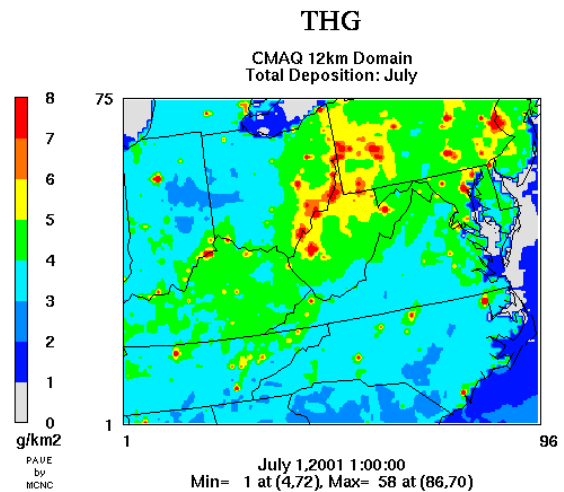 THG
CMAQ 12km Domain
Total Deposition: July
8
7
6
5
4
3
2
1
0
g/km2
PAVE
by
MCNC
75
1
1
96
July 1,2001 1:00:00
Min= 1 at (4,72), Max= 58 at (86,70)